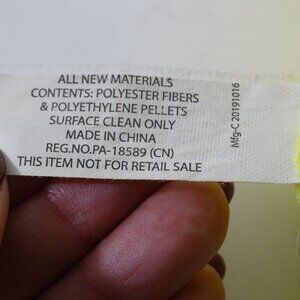 ALL NEW MATERIALS
CONTENTS: POLYESTER FIBERS
& POLYETHYLENE PELLETS
SURFACE CLEAN ONLY
MADE IN CHINA
REG.NO.PA-18589 (CN)
THIS ITEM NOT FOR RETAIL SALE
Mfg-C 20191016